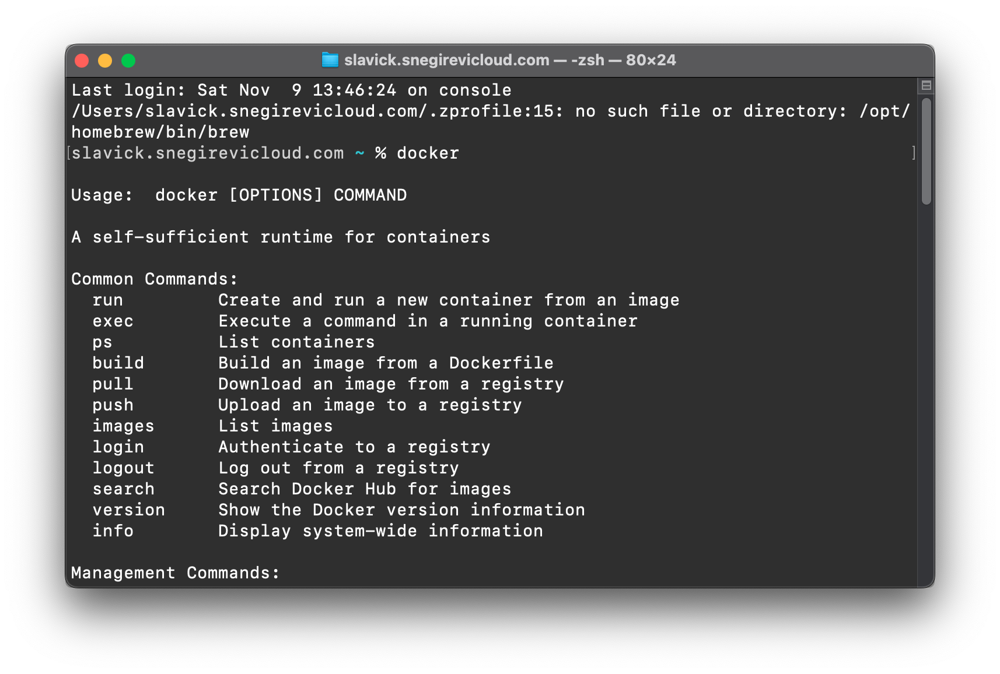 slavick.snegirevicloud.com — -zsh — 80×24
Last login: Sat Nov  9 13:46:24 on console
/Users/slavick.snegirevicloud.com/.zprofile:15: no such file or directory: /opt/
homebrew/bin/brew
[slavick.snegirevicloud.com ~ % docker ]
Usage:  docker [OPTIONS] COMMAND
A self-sufficient runtime for containers
Common Commands:
  run         Create and run a new container from an image
  exec        Execute a command in a running container
  ps          List containers
  build       Build an image from a Dockerfile
  pull        Download an image from a registry
  push        Upload an image to a registry
  images      List images
  login       Authenticate to a registry
  logout      Log out from a registry
  search      Search Docker Hub for images
  version     Show the Docker version information
  info        Display system-wide information
Management Commands: